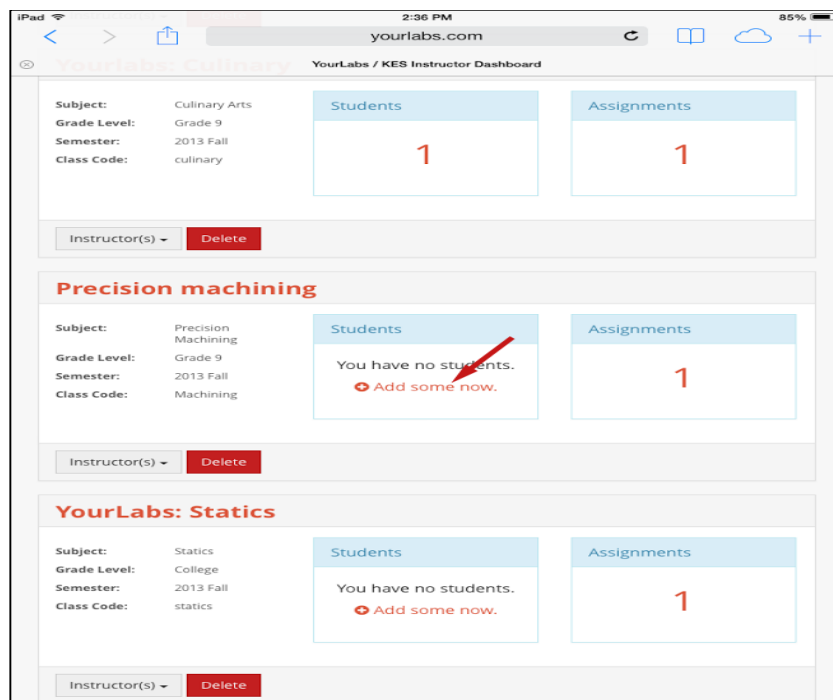 iPad 2:36 PM 85%
yourlabs.com
YourLabs / KES Instructor Dashboard
Yourlabs: Culinary
Subject: Culinary Arts
Grade Level: Grade 9
Semester: 2013 Fall
Class Code: culinary
Students
1
Assignments
1
Instructor(s) Delete
Precision machining
Subject: Precision
Machining
Grade Level: Grade 9
Semester: 2013 Fall
Class Code: Machining
Students
You have no students.
Add some now.
Assignments
1
Instructor(s) Delete
YourLabs: Statics
Subject: Statics
Grade Level: College
Semester: 2013 Fall
Class Code: statics
Students
You have no students.
Add some now.
Assignments
1
Instructor(s) Delete